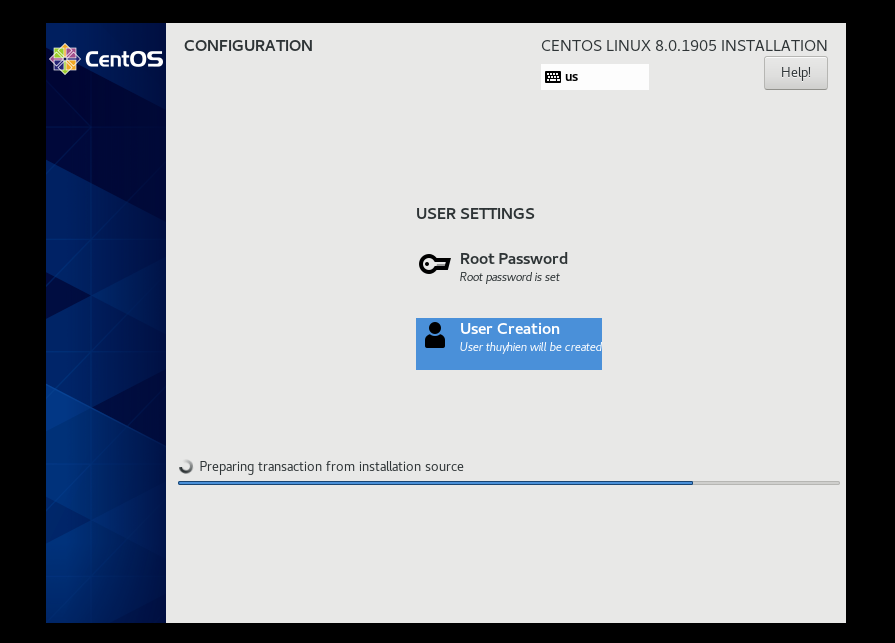 CentOS
CONFIGURATION
CENTOS LINUX 8.0.1905 INSTALLATION
us
Help!
USER SETTINGS
Root Password
Root password is set
User Creation
User thuyhien will be created
Preparing transaction from installation source